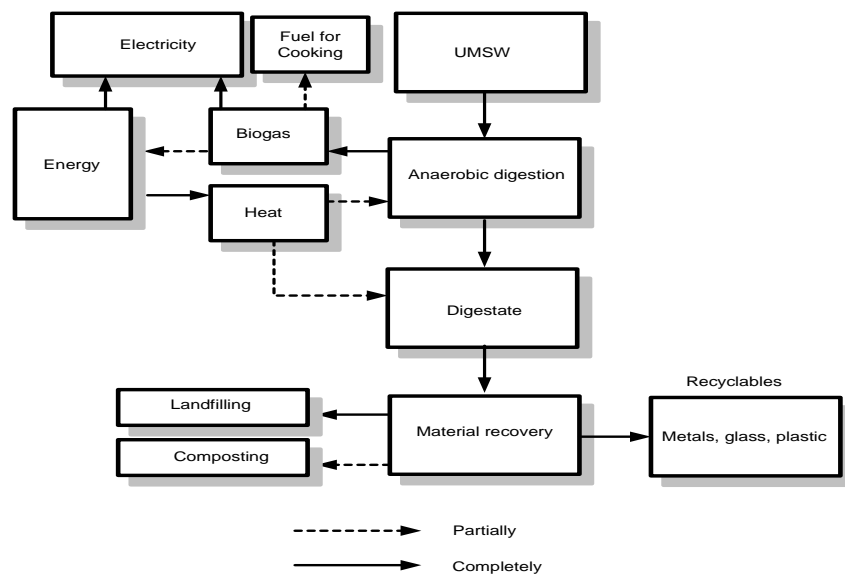 Electricity
Fuel for
Cooking
UMSW
Energy
Biogas
Anaerobic digestion
Heat
Digestate
Landfilling
Composting
Material recovery
Recyclables
Metals, glass, plastic
Partially
Completely